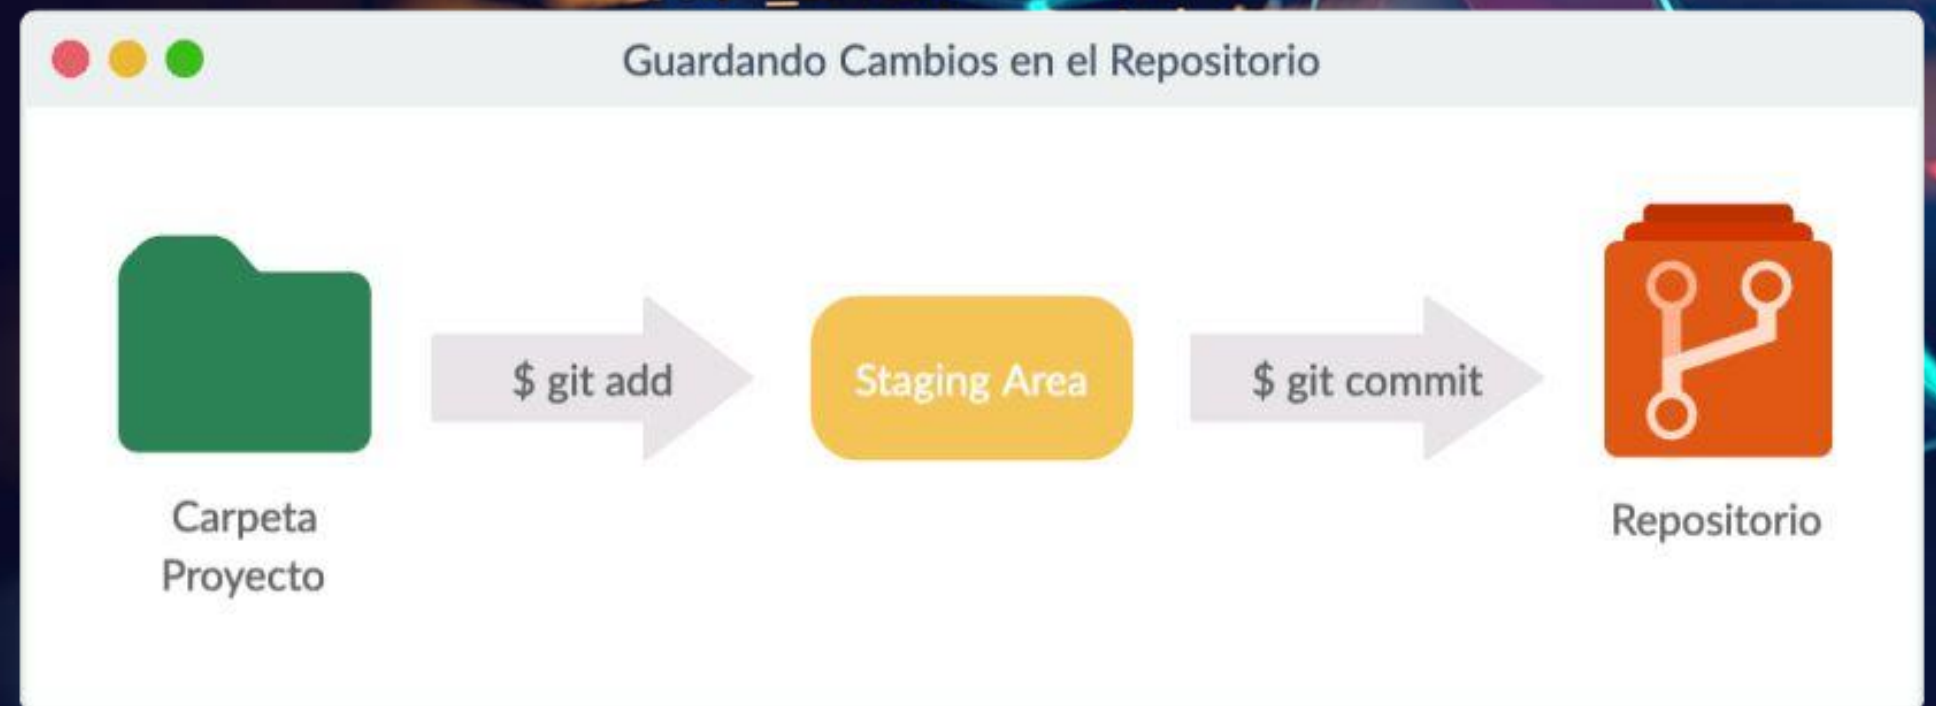 Guardando Cambios en el Repositorio
$ git add
Staging Area
$ git commit
Carpeta
Proyecto
Repositorio